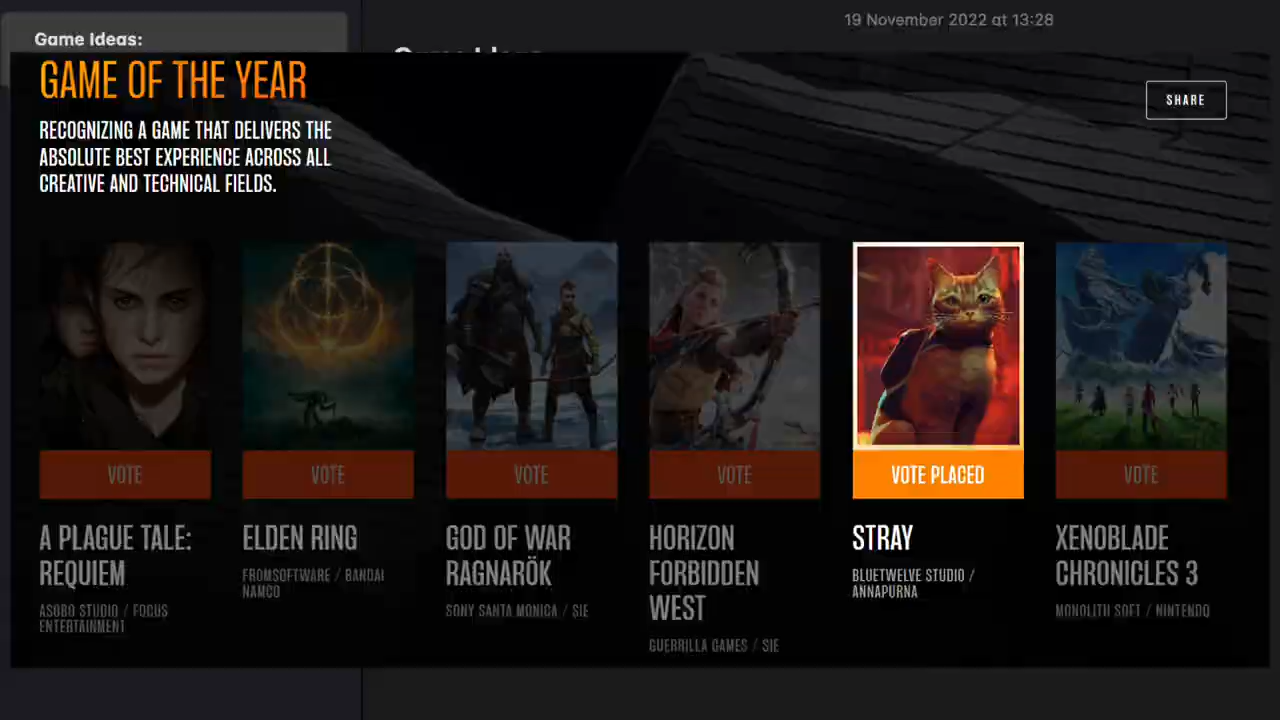 19 November 2022 at 13:28
Game Ideas:
GAME OF THE YEAR
SHARE
RECOGNIZING A GAME THAT DELIVERS THE
ABSOLUTE BEST EXPERIENCE ACROSS ALL
CREATIVE AND TECHNICAL FIELDS.
VOTE
VOTE
VOTE
VOTE
VOTE PLACED
VOTE
A PLAGUE TALE:
REQUIEM
ASOBO STUDIO / FOCUS
ENTERTAINMENT
ELDEN RING
FROMSOFTWARE / BANDAI
NAMCO
GOD OF WAR
RAGNARÖK
SONY SANTA MONICA / SIE
HORIZON
FORBIDDEN
WEST
GUERRILLA GAMES / SIE
STRAY
BLUETWELVE STUDIO /
ANNAPURNA
XENOBLADE
CHRONICLES 3
MONOLITH SOFT / NINTENDO